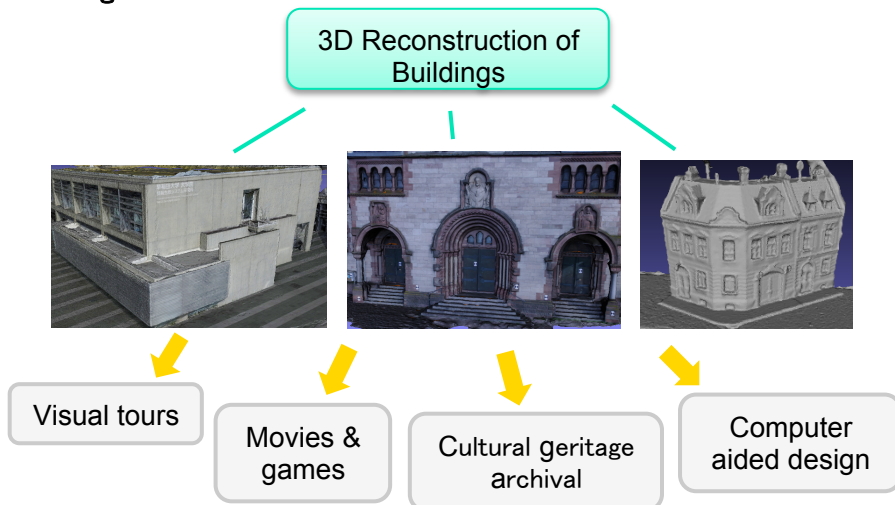 3D Reconstruction of
Buildings
Visual tours
Movies &
games
Cultural geritage
archival
Computer
aided design